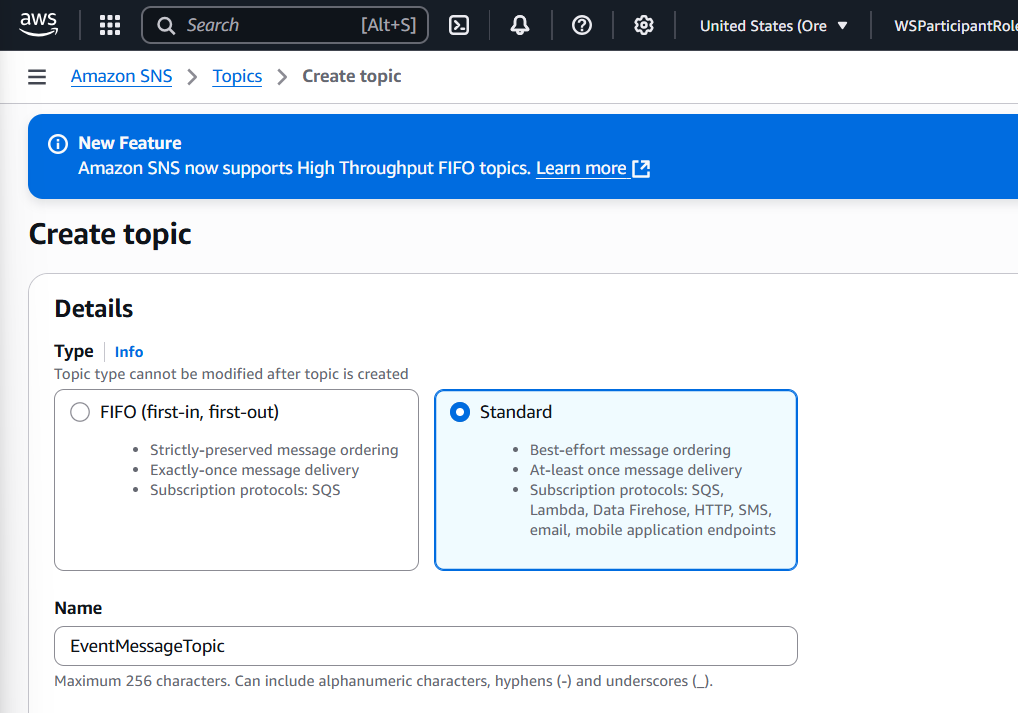 aws
Search [Alt+S]
United States (Ore
WSParticipantRole
Amazon SNS > Topics > Create topic
New Feature
Amazon SNS now supports High Throughput FIFO topics. Learn more
Create topic
Details
Type Info
Topic type cannot be modified after topic is created
FIFO (first-in, first-out)
• Strictly-preserved message ordering
• Exactly-once message delivery
• Subscription protocols: SQS
Standard
• Best-effort message ordering
• At-least once message delivery
• Subscription protocols: SQS,
Lambda, Data Firehose, HTTP, SMS,
email, mobile application endpoints
Name
EventMessageTopic
Maximum 256 characters. Can include alphanumeric characters, hyphens (-) and underscores (_).